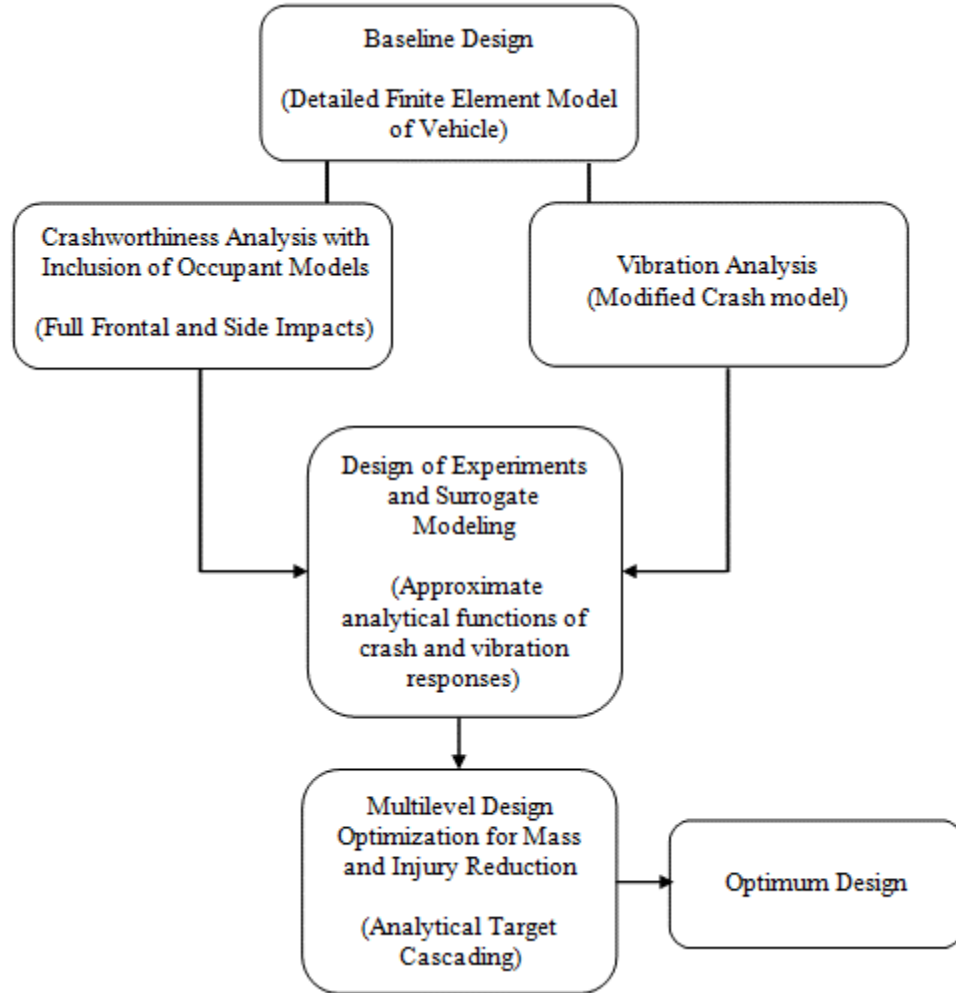 Baseline Design
(Detailed Finite Element Model
of Vehicle)
Crashworthiness Analysis with
Inclusion of Occupant Models
(Full Frontal and Side Impacts)
Vibration Analysis
(Modified Crash model)
Design of Experiments
and Surrogate
Modeling
(Approximate
analytical functions of
crash and vibration
responses)
Multilevel Design
Optimization for Mass
and Injury Reduction
(Analytical Target
Cascading)
Optimum Design